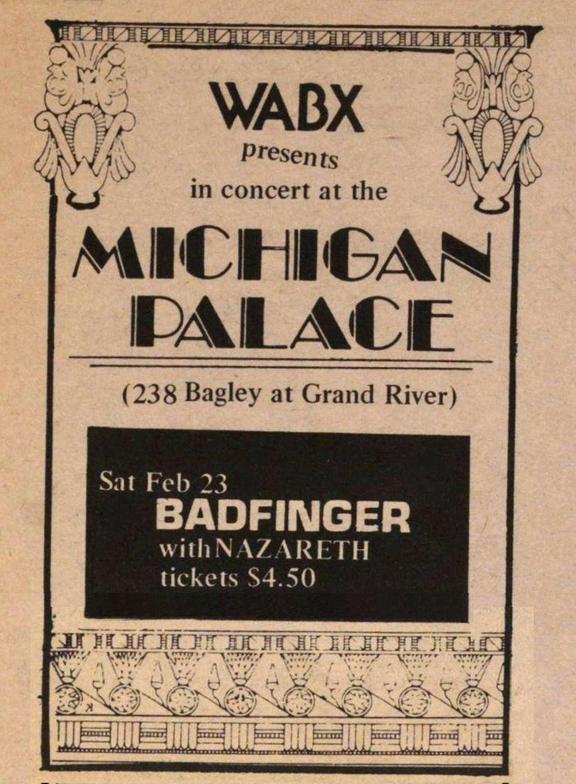 WABX
presents
in concert at the
MICHIGAN
PALACE
(238 Bagley at Grand River)
Sat Feb 23
BADFINGER
with NAZARETH
tickets $4.50